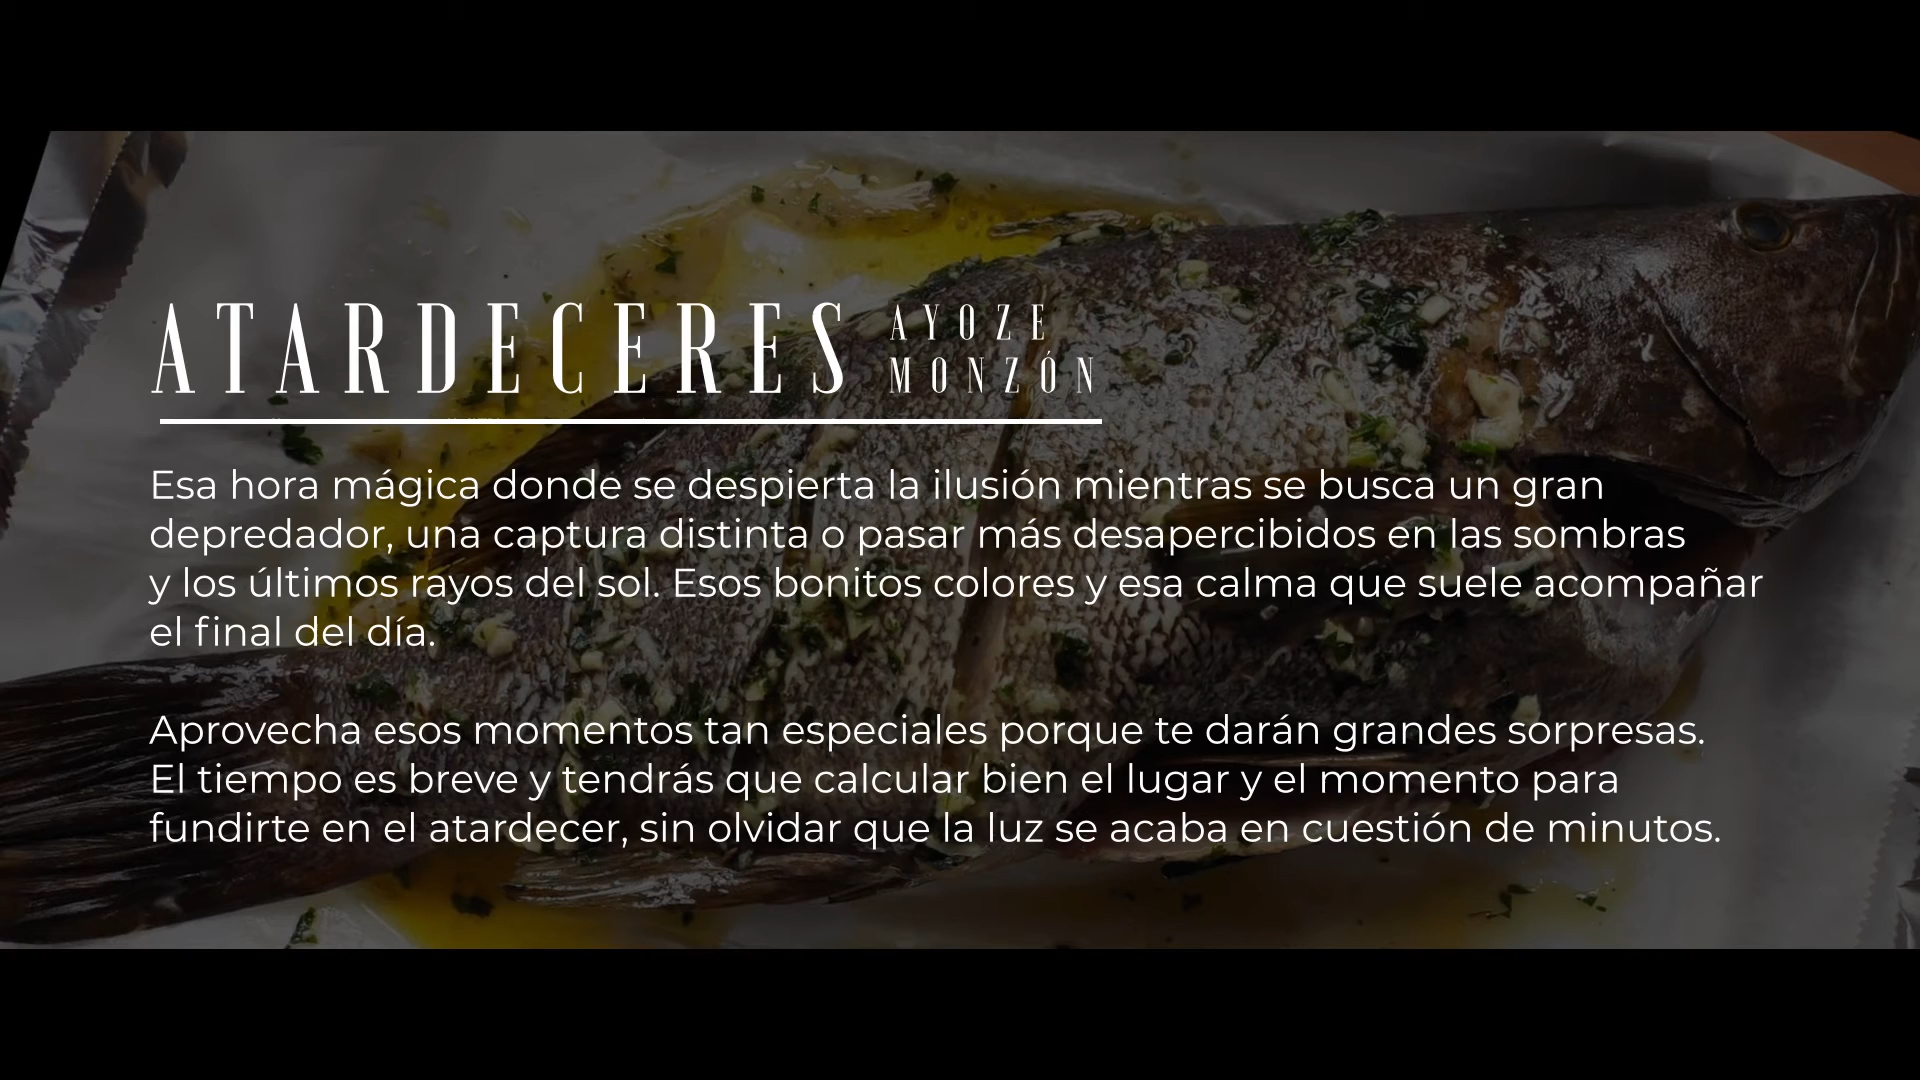 ATARDECERES AYOZE
MONZÓN
Esa hora mágica donde se despierta la ilusión mientras se busca un gran
depredador, una captura distinta o pasar más desapercibidos en las sombras
y los últimos rayos del sol. Esos bonitos colores y esa calma que suele acompañar
el final del día.
Aprovecha esos momentos tan especiales porque te darán grandes sorpresas.
El tiempo es breve y tendrás que calcular bien el lugar y el momento para
fundirte en el atardecer, sin olvidar que la luz se acaba en cuestión de minutos.